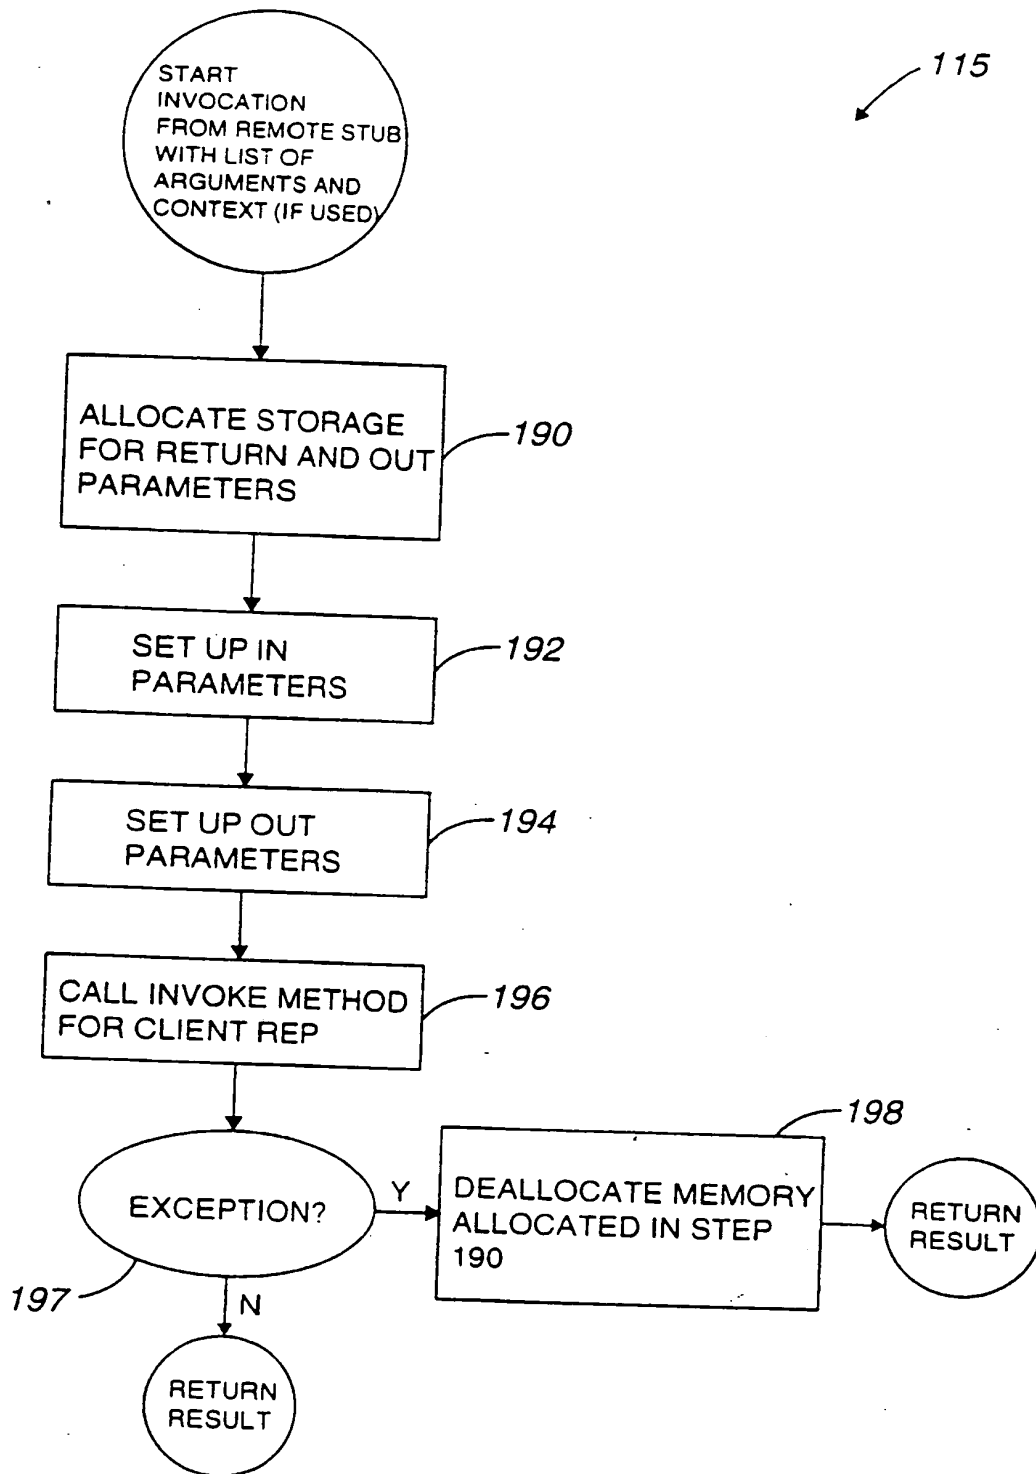 START
INVOCATION
FROM REMOTE STUB
WITH LIST OF
ARGUMENTS AND
CONTEXT (IF USED)
115
ALLOCATE STORAGE
FOR RETURN AND OUT
PARAMETERS
190
SET UP IN
PARAMETERS
192
SET UP OUT
PARAMETERS
194
CALL INVOKE METHOD
FOR CLIENT REP
196
EXCEPTION?
197
Y
DEALLOCATE MEMORY
ALLOCATED IN STEP
190
198
RETURN
RESULT
N
RETURN
RESULT